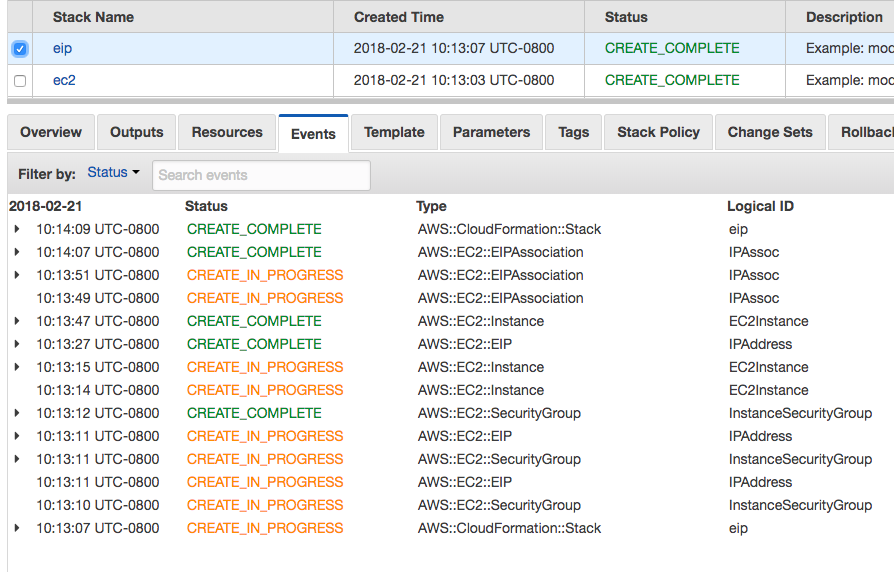 Stack Name Created Time Status Description
eip 2018-02-21 10:13:07 UTC-0800 CREATE_COMPLETE Example: mod
ec2 2018-02-21 10:13:03 UTC-0800 CREATE_COMPLETE Example: mod
Overview Outputs Resources Events Template Parameters Tags Stack Policy Change Sets Rollbac
Filter by: Status Search events
2018-02-21 Status Type Logical ID
10:14:09 UTC-0800 CREATE_COMPLETE AWS::CloudFormation::Stack eip
10:14:07 UTC-0800 CREATE_COMPLETE AWS::EC2::EIPAssociation IPAssoc
10:13:51 UTC-0800 CREATE_IN_PROGRESS AWS::EC2::EIPAssociation IPAssoc
10:13:49 UTC-0800 CREATE_IN_PROGRESS AWS::EC2::EIPAssociation IPAssoc
10:13:47 UTC-0800 CREATE_COMPLETE AWS::EC2::Instance EC2Instance
10:13:27 UTC-0800 CREATE_COMPLETE AWS::EC2::EIP IPAddress
10:13:15 UTC-0800 CREATE_IN_PROGRESS AWS::EC2::Instance EC2Instance
10:13:14 UTC-0800 CREATE_IN_PROGRESS AWS::EC2::Instance EC2Instance
10:13:12 UTC-0800 CREATE_COMPLETE AWS::EC2::SecurityGroup InstanceSecurityGroup
10:13:11 UTC-0800 CREATE_IN_PROGRESS AWS::EC2::EIP IPAddress
10:13:11 UTC-0800 CREATE_IN_PROGRESS AWS::EC2::SecurityGroup InstanceSecurityGroup
10:13:11 UTC-0800 CREATE_IN_PROGRESS AWS::EC2::EIP IPAddress
10:13:10 UTC-0800 CREATE_IN_PROGRESS AWS::EC2::SecurityGroup InstanceSecurityGroup
10:13:07 UTC-0800 CREATE_IN_PROGRESS AWS::CloudFormation::Stack eip